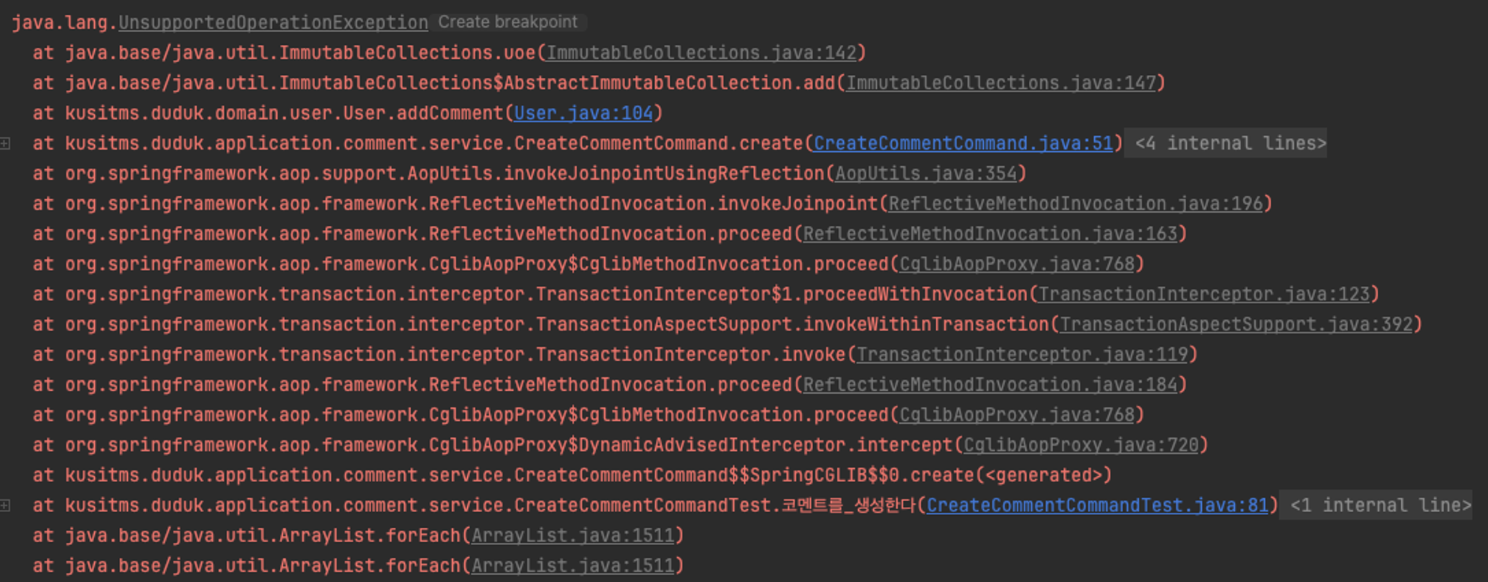 java.lang.UnsupportedOperationException Create breakpoint
at java.base/java.util.ImmutableCollections.uoe(ImmutableCollections.java:142)
at java.base/java.util.ImmutableCollections$AbstractImmutableCollection.add(ImmutableCollections.java:147)
at kusitms.duduk.domain.user.User.addComment(User.java:104)
at kusitms.duduk.application.comment.service.CreateCommentCommand.create(CreateCommentCommand.java:51) <4 internal lines>
at org.springframework.aop.support.AopUtils.invokeJoinpointUsingReflection(AopUtils.java:354)
at org.springframework.aop.framework.ReflectiveMethodInvocation.invokeJoinpoint(ReflectiveMethodInvocation.java:196)
at org.springframework.aop.framework.ReflectiveMethodInvocation.proceed(ReflectiveMethodInvocation.java:163)
at org.springframework.aop.framework.CglibAopProxy$CglibMethodInvocation.proceed(CglibAopProxy.java:768)
at org.springframework.transaction.interceptor.TransactionInterceptor$1.proceedWithInvocation(TransactionInterceptor.java:123)
at org.springframework.transaction.interceptor.TransactionAspectSupport.invokeWithinTransaction(TransactionAspectSupport.java:392)
at org.springframework.transaction.interceptor.TransactionInterceptor.invoke(TransactionInterceptor.java:119)
at org.springframework.aop.framework.ReflectiveMethodInvocation.proceed(ReflectiveMethodInvocation.java:184)
at org.springframework.aop.framework.CglibAopProxy$CglibMethodInvocation.proceed(CglibAopProxy.java:768)
at org.springframework.aop.framework.CglibAopProxy$DynamicAdvisedInterceptor.intercept(CglibAopProxy.java:720)
at kusitms.duduk.application.comment.service.CreateCommentCommand$$SpringCGLIB$$0.create(<generated>)
at kusitms.duduk.application.comment.service.CreateCommentCommandTest.코멘트를_생성한다(CreateCommentCommandTest.java:81) <1 internal line>
at java.base/java.util.ArrayList.forEach(ArrayList.java:1511)
at java.base/java.util.ArrayList.forEach(ArrayList.java:1511)